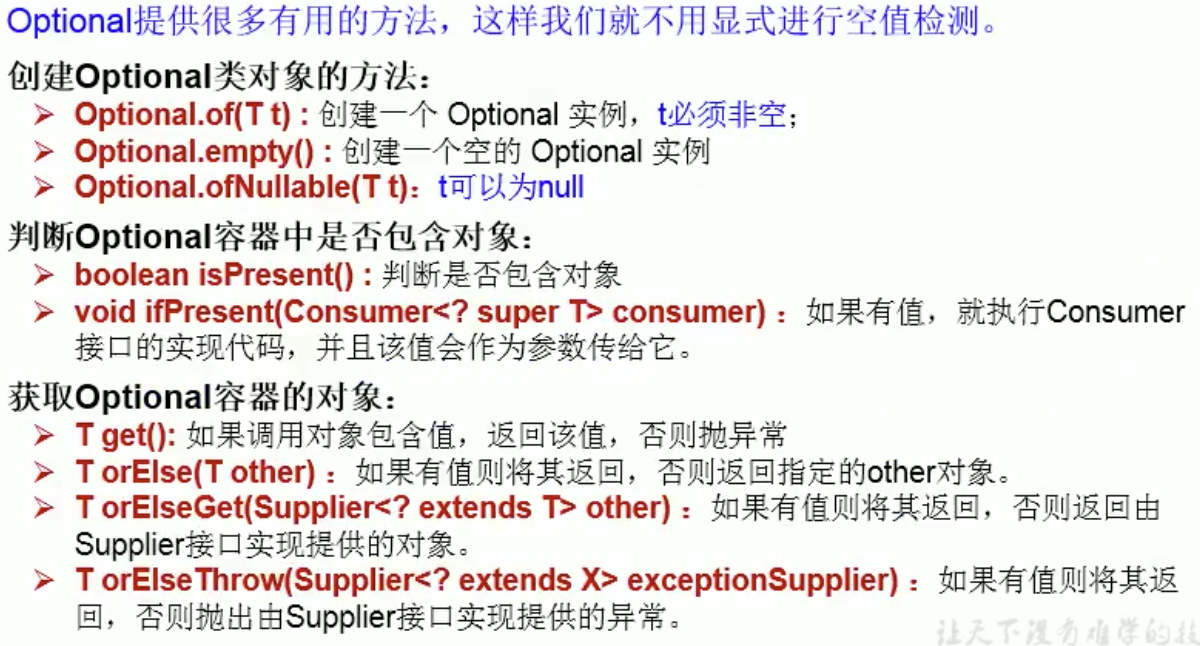 Optional提供很多有用的方法，这样我们就不用显式进行空值检测。
创建Optional类对象的方法：
➢ Optional.of(T t) : 创建一个 Optional 实例，t必须非空；
➢ Optional.empty() : 创建一个空的 Optional 实例
➢ Optional.ofNullable(T t)：t可以为null
判断Optional容器中是否包含对象：
➢ boolean isPresent() : 判断是否包含对象
➢ void ifPresent(Consumer<? super T> consumer) ：如果有值，就执行Consumer
接口的实现代码，并且该值会作为参数传给它。
获取Optional容器的对象：
➢ T get(): 如果调用对象包含值，返回该值，否则抛异常
➢ T orElse(T other) ：如果有值则将其返回，否则返回指定的other对象。
➢ T orElseGet(Supplier<? extends T> other) ：如果有值则将其返回，否则返回由
Supplier接口实现提供的对象。
➢ T orElseThrow(Supplier<? extends X> exceptionSupplier) ：如果有值则将其返
回，否则抛出由Supplier接口实现提供的异常。
让天下没有难学的技